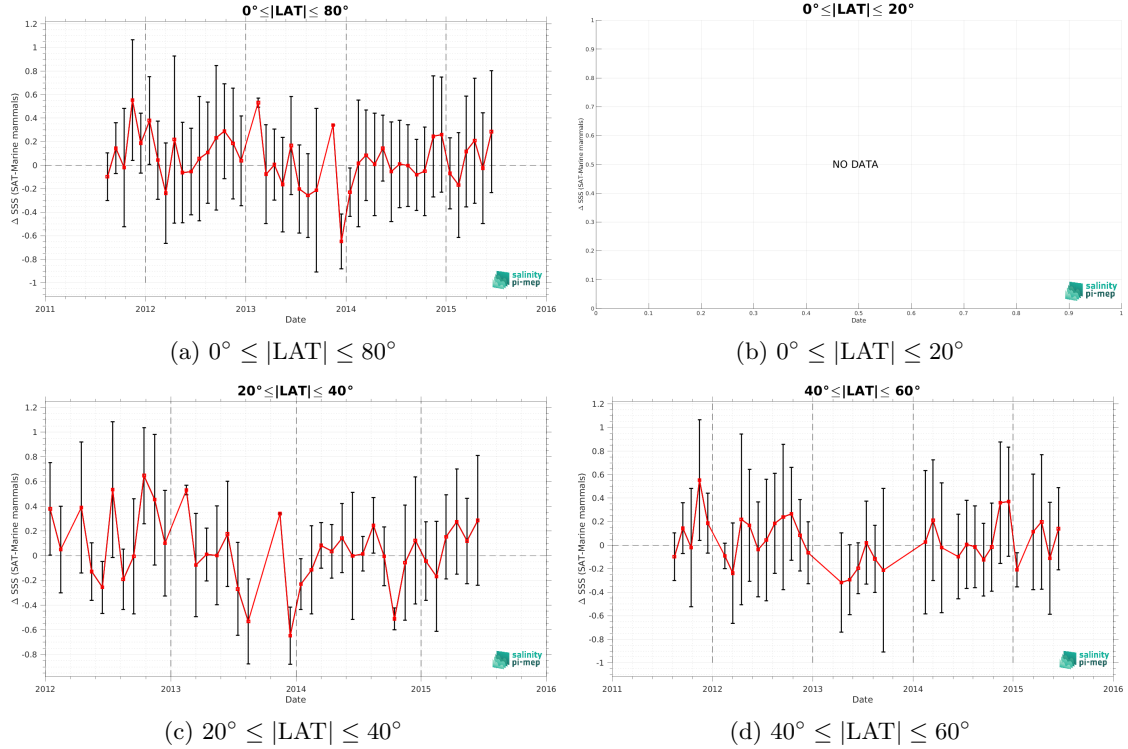 0°≤|LAT|≤ 80°
1.2
1
0.8
0.6
0.4
0.2
0
-0.2
-0.4
-0.6
-0.8
-1
Δ SSS (SAT-Marine mammals)
2011
2012
2013
2014
2015
2016
Date
salinity
pi-mep
(a) 0° ≤ |LAT| ≤ 80°
0°≤|LAT|≤ 20°
1
0.9
0.8
0.7
0.6
0.5
0.4
0.3
0.2
0.1
0
Δ SSS (SAT-Marine mammals)
NO DATA
0
0.1
0.2
0.3
0.4
0.5
0.6
0.7
0.8
0.9
1
Date
salinity
pi-mep
(b) 0° ≤ |LAT| ≤ 20°
20°≤|LAT|≤ 40°
1.2
1
0.8
0.6
0.4
0.2
0
-0.2
-0.4
-0.6
-0.8
Δ SSS (SAT-Marine mammals)
2012
2013
2014
2015
2016
Date
salinity
pi-mep
(c) 20° ≤ |LAT| ≤ 40°
40°≤|LAT|≤ 60°
1.2
1
0.8
0.6
0.4
0.2
0
-0.2
-0.4
-0.6
-0.8
-1
Δ SSS (SAT-Marine mammals)
2011
2012
2013
2014
2015
2016
Date
salinity
pi-mep
(d) 40° ≤ |LAT| ≤ 60°